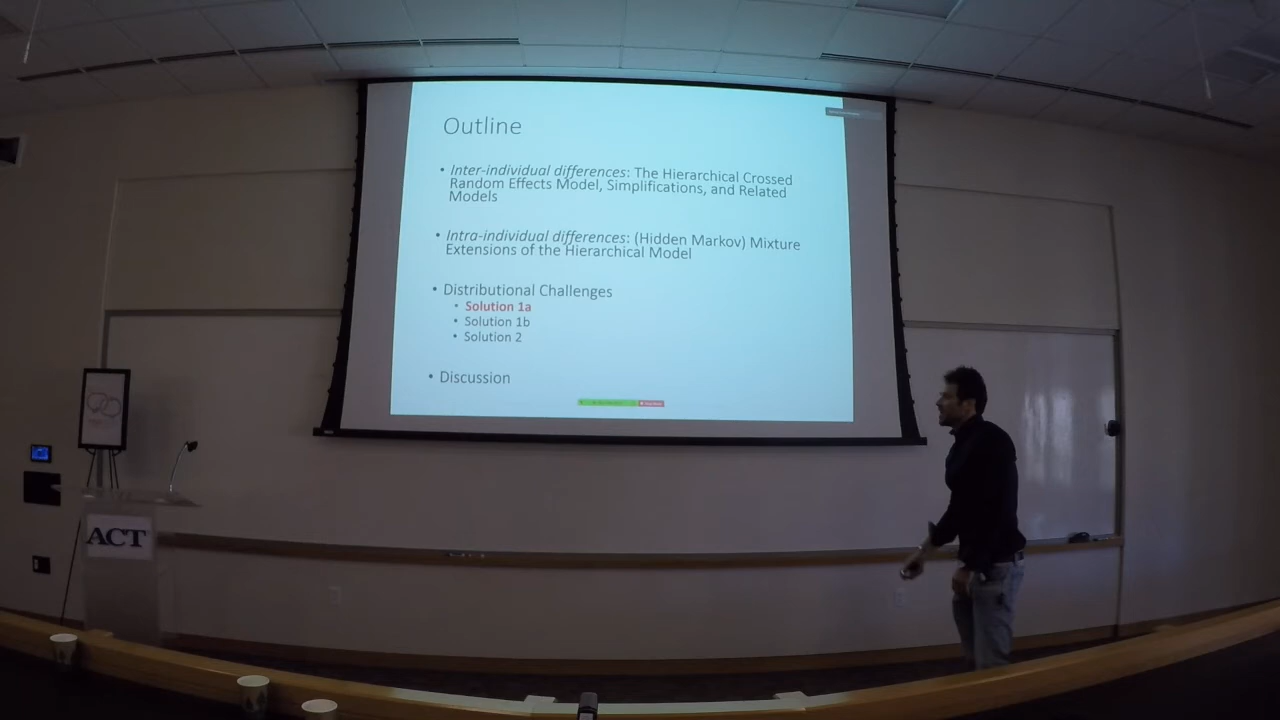 Outline
• Inter-individual differences: The Hierarchical Crossed
Random Effects Model, Simplifications, and Related
Models
• Intra-individual differences: (Hidden Markov) Mixture
Extensions of the Hierarchical Model
• Distributional Challenges
• Solution 1a
• Solution 1b
• Solution 2
• Discussion
ACT